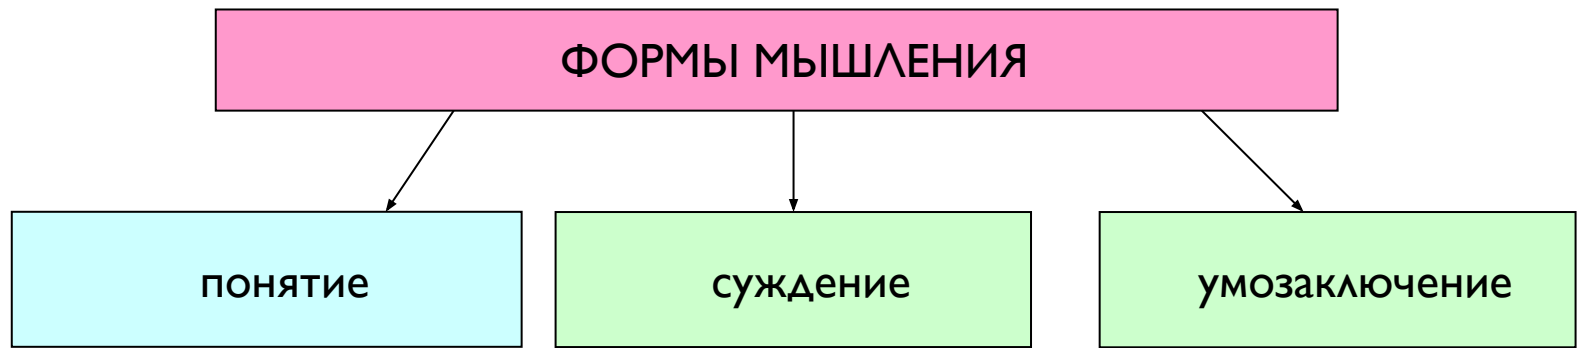 ФОРМЫ МЫШЛЕНИЯ
понятие
суждение
умозаключение